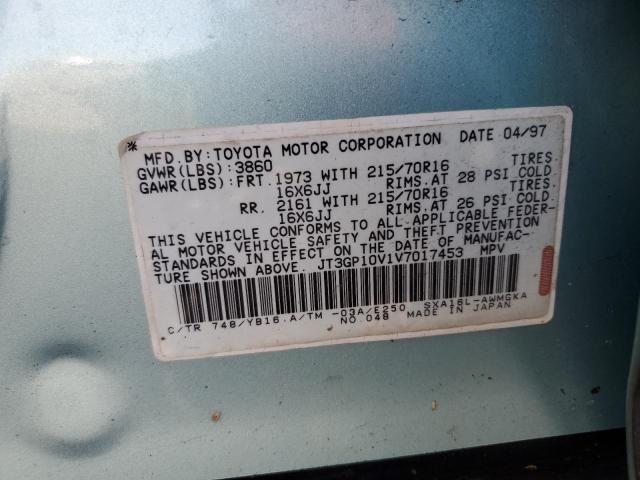 MFD.BY:TOYOTA MOTOR CORPORATION DATE 04/97
GVWR(LBS):3860
GAWR(LBS):FRT. 1973 WITH 215/70R16 TIRES,
16X6JJ RIMS.AT 28 PSI COLD
RR. 2161 WITH 215/70R16 TIRES,
16X6JJ RIMS.AT 26 PSI COLD
THIS VEHICLE CONFORMS TO ALL APPLICABLE FEDER-
AL MOTOR VEHICLE SAFETY AND THEFT PREVENTION
STANDARDS IN EFFECT ON THE DATE OF MANUFAC-
TURE SHOWN ABOVE. JT3GP10V1V7017453 MPV
C/TR 748/YB16.A/TM -03A/E250 SXA16L-AWMGKA
NO.048 MADE IN JAPAN